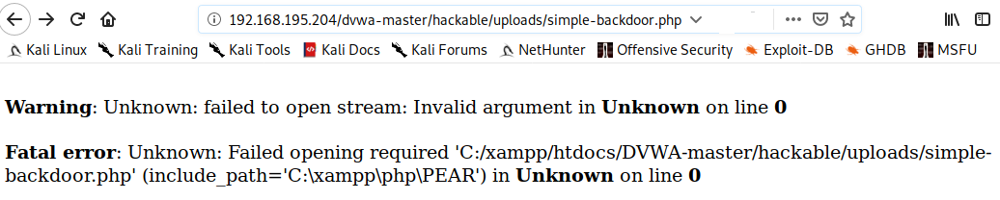 192.168.195.204/dvwa-master/hackable/uploads/simple-backdoor.php
Kali Linux Kali Training Kali Tools Kali Docs Kali Forums NetHunter Offensive Security Exploit-DB GHDB MSFU
Warning: Unknown: failed to open stream: Invalid argument in Unknown on line 0
Fatal error: Unknown: Failed opening required 'C:/xampp/htdocs/DVWA-master/hackable/uploads/simple-
backdoor.php' (include_path='C:\xampp\php\PEAR') in Unknown on line 0